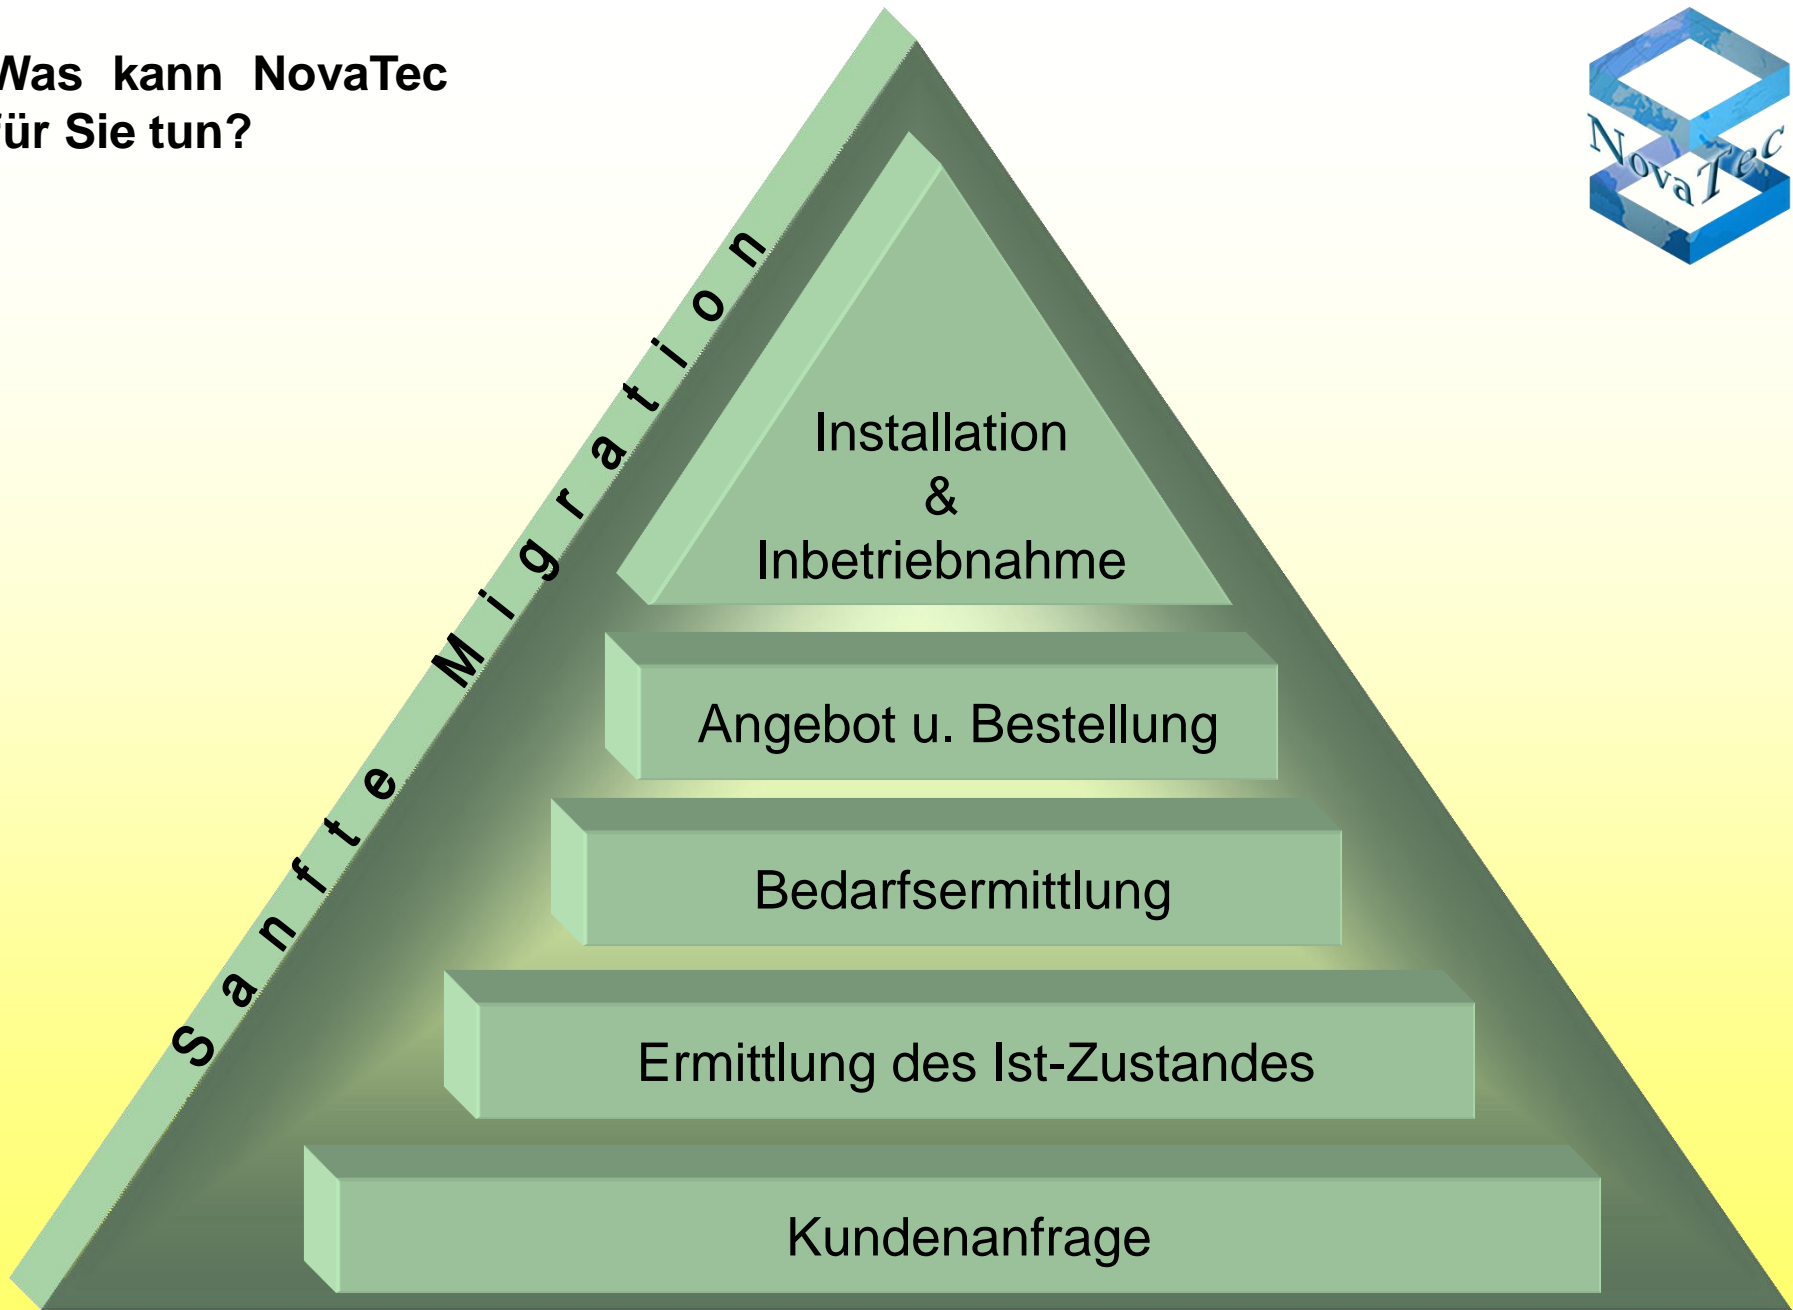 Was kann NovaTec
für Sie tun?
NovaTec
Sanfte Migration
Installation
&
Inbetriebnahme
Angebot u. Bestellung
Bedarfsermittlung
Ermittlung des Ist-Zustandes
Kundenanfrage